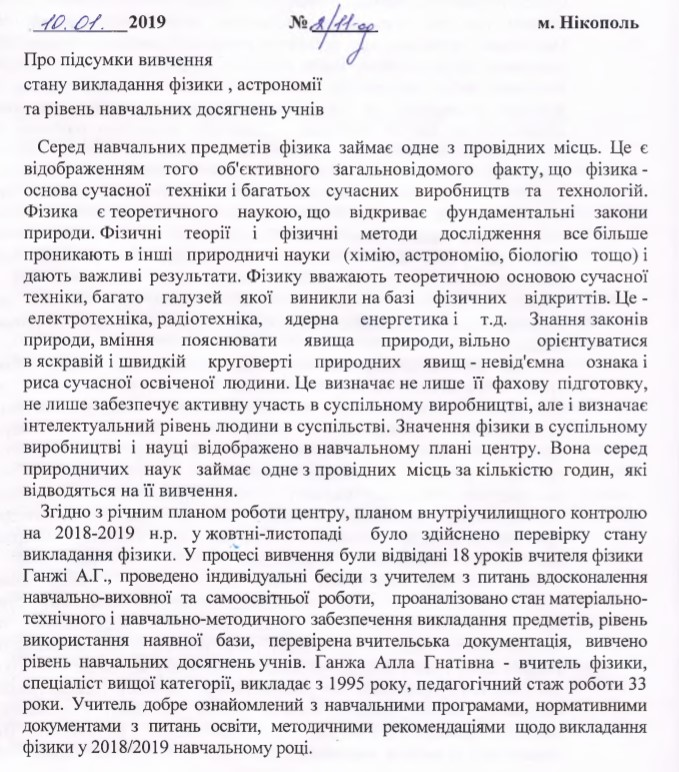 10.01. 2019 № 2/11-од м. Нікополь
Про підсумки вивчення
стану викладання фізики , астрономії
та рівень навчальних досягнень учнів
Серед навчальних предметів фізика займає одне з провідних місць. Це є
відображенням того об'єктивного загальновідомого факту, що фізика -
основа сучасної техніки і багатьох сучасних виробництв та технологій.
Фізика є теоретичного наукою, що відкриває фундаментальні закони
природи. Фізичні теорії і фізичні методи дослідження все більше
проникають в інші природничі науки (хімію, астрономію, біологію тощо) і
дають важливі результати. Фізику вважають теоретичною основою сучасної
техніки, багато галузей якої виникли на базі фізичних відкриттів. Це -
електротехніка, радіотехніка, ядерна енергетика і т.д. Знання законів
природи, вміння пояснювати явища природи, вільно орієнтуватися
в яскравій і швидкій круговерті природних явищ - невід'ємна ознака і
риса сучасної освіченої людини. Це визначає не лише її фахову підготовку,
не лише забезпечує активну участь в суспільному виробництві, але і визначає
інтелектуальний рівень людини в суспільстві. Значення фізики в суспільному
виробництві і науці відображено в навчальному плані центру. Вона серед
природничих наук займає одне з провідних місць за кількістю годин, які
відводяться на її вивчення.
Згідно з річним планом роботи центру, планом внутріучилищного контролю
на 2018-2019 н.р. у жовтні-листопаді було здійснено перевірку стану
викладання фізики. У процесі вивчення були відвідані 18 уроків вчителя фізики
Ганжі А.Г., проведено індивідуальні бесіди з учителем з питань вдосконалення
навчально-виховної та самоосвітньої роботи, проаналізовано стан матеріально-
технічного і навчально-методичного забезпечення викладання предметів, рівень
використання наявної бази, перевірена вчительська документація, вивчено
рівень навчальних досягнень учнів. Ганжа Алла Гнатівна - вчитель фізики,
спеціаліст вищої категорії, викладає з 1995 року, педагогічний стаж роботи 33
роки. Учитель добре ознайомлений з навчальними програмами, нормативними
документами з питань освіти, методичними рекомендаціями щодо викладання
фізики у 2018/2019 навчальному році.